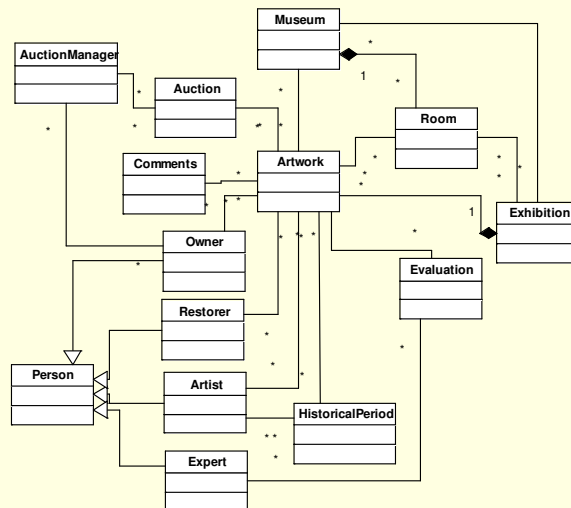 Museum
AuctionManager
*
1
*
Auction
*
*
Room
*
*
*
*
*
Comments
Artwork
*
*
*
*
*
*
*
*
*
*
1
Exhibition
Owner
*
*
*
*
*
*
Evaluation
Restorer
*
*
*
Person
Artist
*
HistoricalPeriod
*
*
*
Expert